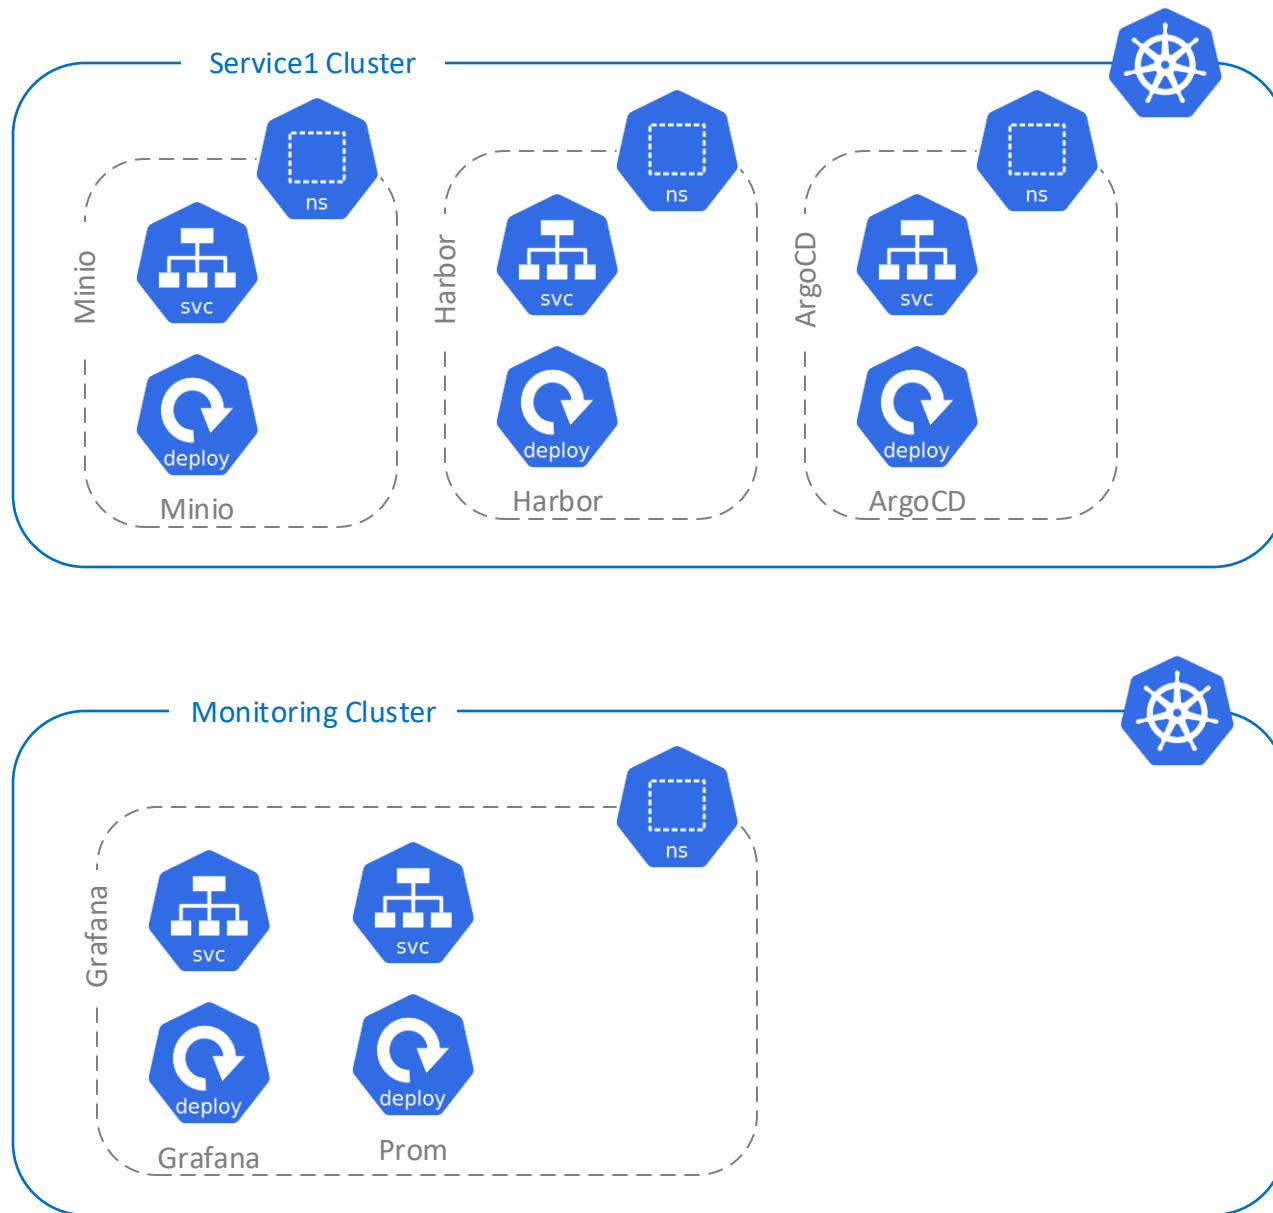 Service1 Cluster
ns
ns
ns
Minio
svc
deploy
Minio
Harbor
svc
deploy
Harbor
ArgoCD
svc
deploy
ArgoCD
Monitoring Cluster
ns
Grafana
svc
svc
deploy
deploy
Grafana
Prom